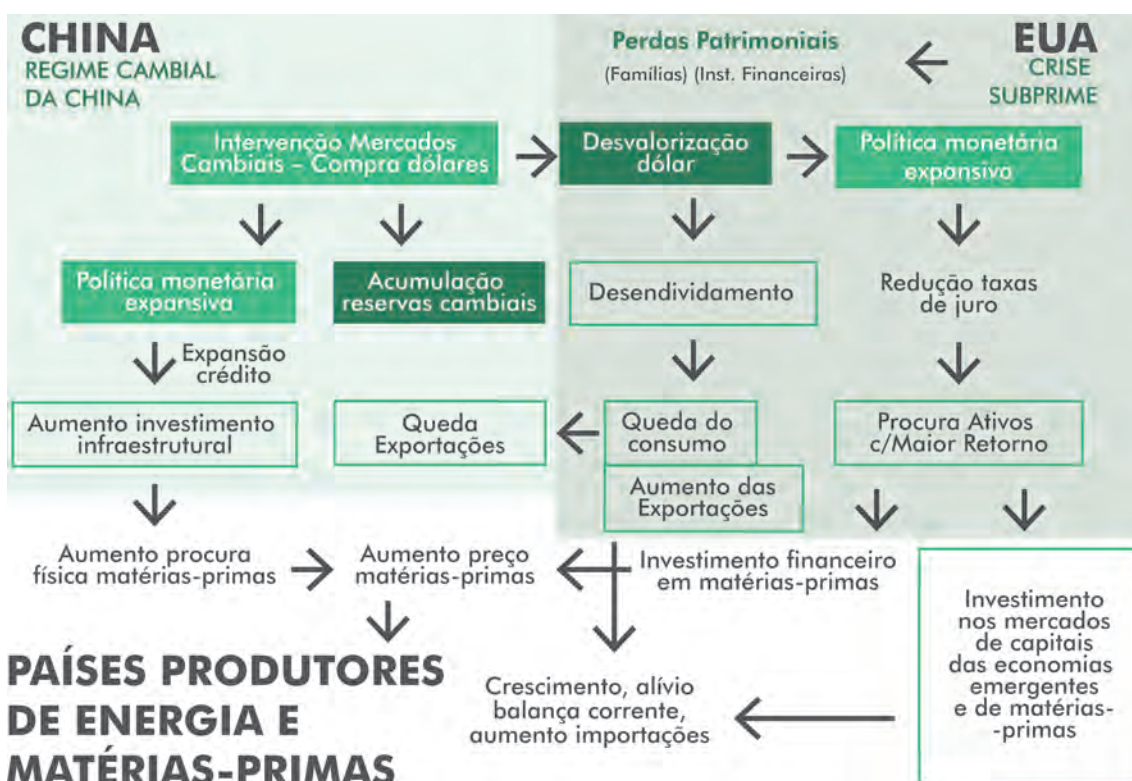 CHINA
REGIME CAMBIAL
DA CHINA
Perdas Patrimoniais
(Famílias) (Inst. Financeiras)
EUA
CRISE
SUBPRIME
Intervenção Mercados
Cambiais – Compra dólares
Desvalorização
dólar
Política monetária
expansiva
Política monetária
expansiva
Acumulação
reservas cambiais
Desendividamento
Redução taxas
de juro
Expansão
crédito
Aumento investimento
infraestrutural
Queda
Exportações
Queda do
consumo
Aumento das
Exportações
Procura Ativos
c/Maior Retorno
Aumento procura
física matérias-primas
Aumento preço
matérias-primas
Investimento financeiro
em matérias-primas
Investimento
nos mercados
de capitais
das economias
emergentes
e de matérias-
-primas
PAÍSES PRODUTORES
DE ENERGIA E
MATÉRIAS-PRIMAS
Crescimento, alívio
balança corrente,
aumento importações